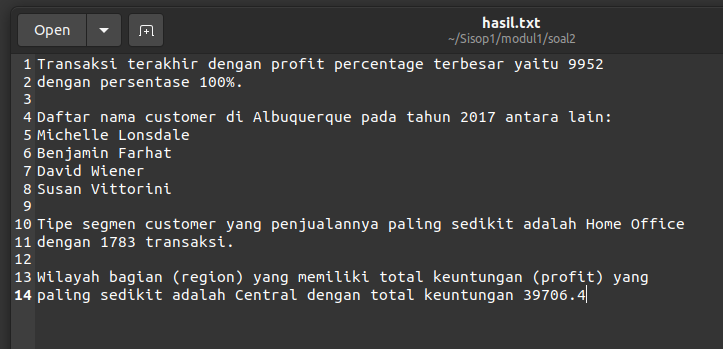 Open
hasil.txt
~/Sisop1/modul1/soal2
1 Transaksi terakhir dengan profit percentage terbesar yaitu 9952
2 dengan persentase 100%.
3
4 Daftar nama customer di Albuquerque pada tahun 2017 antara lain:
5 Michelle Lonsdale
6 Benjamin Farhat
7 David Wiener
8 Susan Vittorini
9
10 Tipe segmen customer yang penjualannya paling sedikit adalah Home Office
11 dengan 1783 transaksi.
12
13 Wilayah bagian (region) yang memiliki total keuntungan (profit) yang
14 paling sedikit adalah Central dengan total keuntungan 39706.4